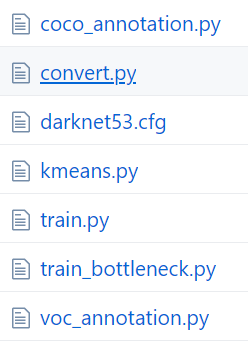 coco_annotation.py
convert.py
darknet53.cfg
kmeans.py
train.py
train_bottleneck.py
voc_annotation.py